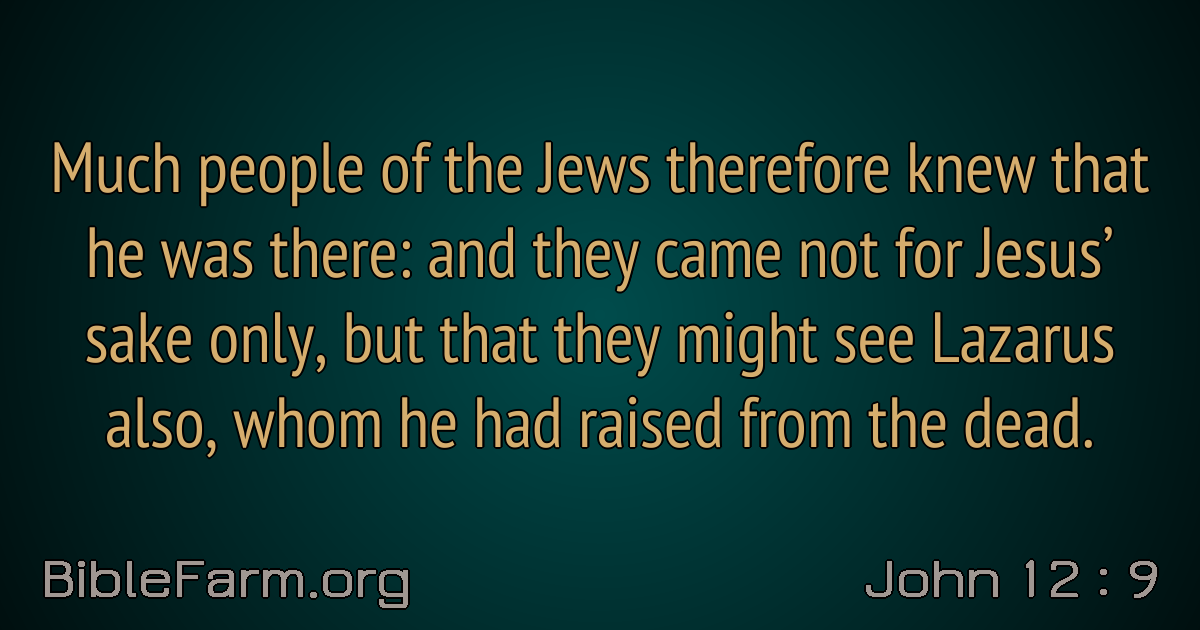 Much people of the Jews therefore knew that
he was there: and they came not for Jesus’
sake only, but that they might see Lazarus
also, whom he had raised from the dead.
BibleFarm.org
John 12 : 9